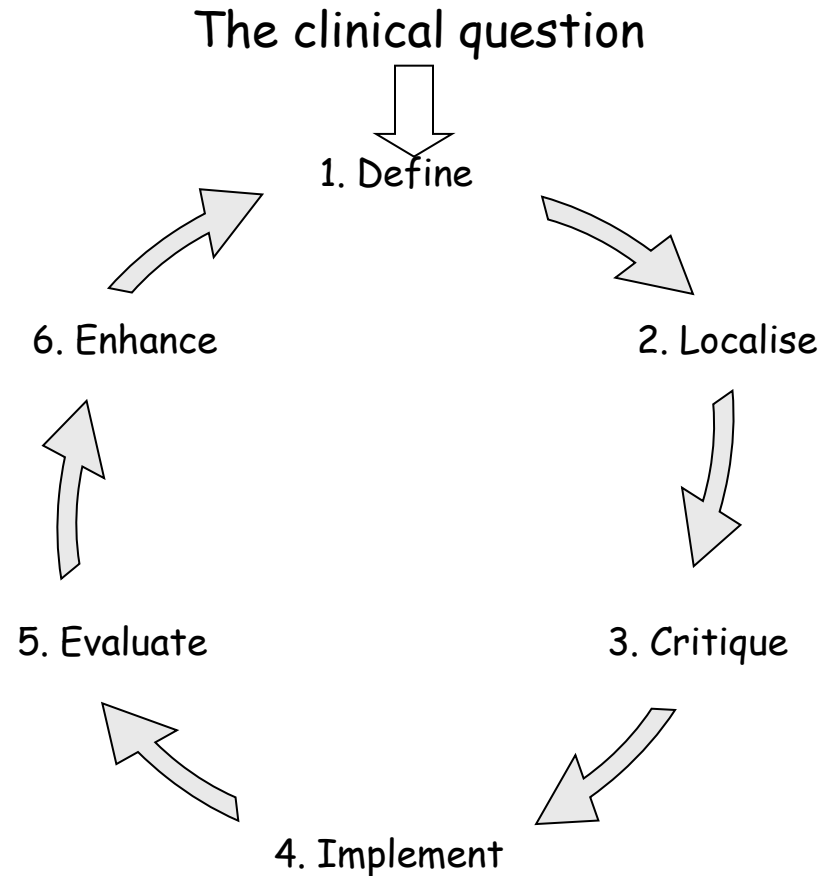 The clinical question
1. Define
2. Localise
3. Critique
4. Implement
5. Evaluate
6. Enhance